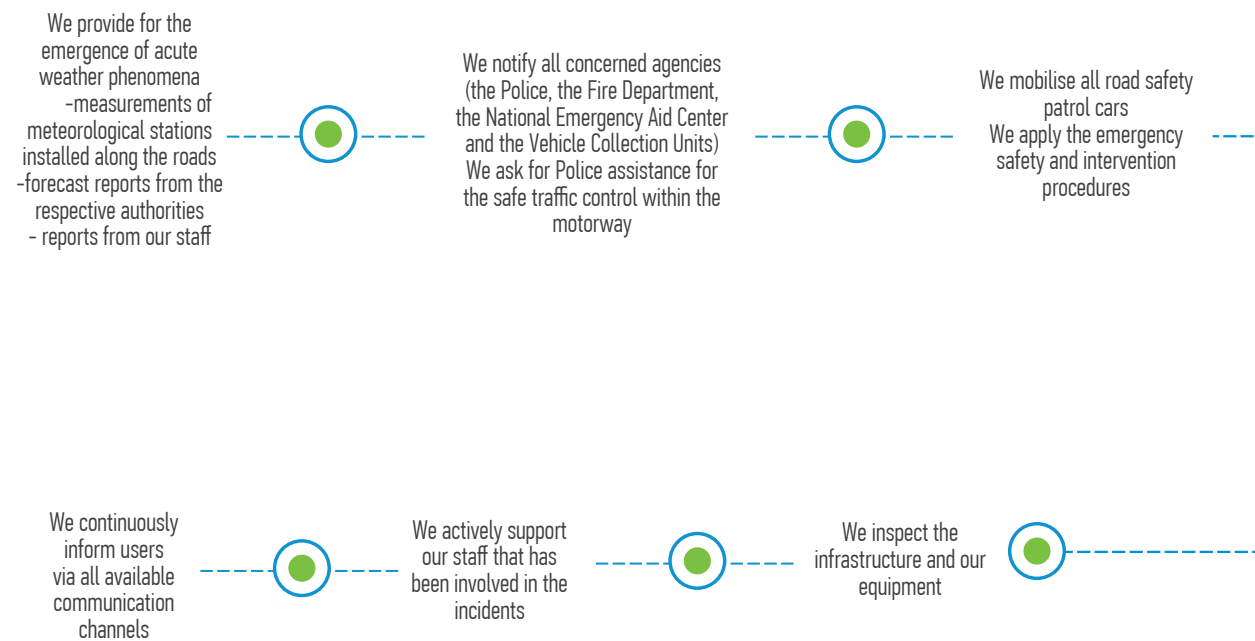 We provide for the
emergence of acute
weather phenomena
-measurements of
meteorological stations
installed along the roads
-forecast reports from the
respective authorities
- reports from our staff
We notify all concerned agencies
(the Police, the Fire Department,
the National Emergency Aid Center
and the Vehicle Collection Units)
We ask for Police assistance for
the safe traffic control within the
motorway
We mobilise all road safety
patrol cars
We apply the emergency
safety and intervention
procedures
We continuously
inform users
via all available
communication
channels
We actively support
our staff that has
been involved in the
incidents
We inspect the
infrastructure and our
equipment